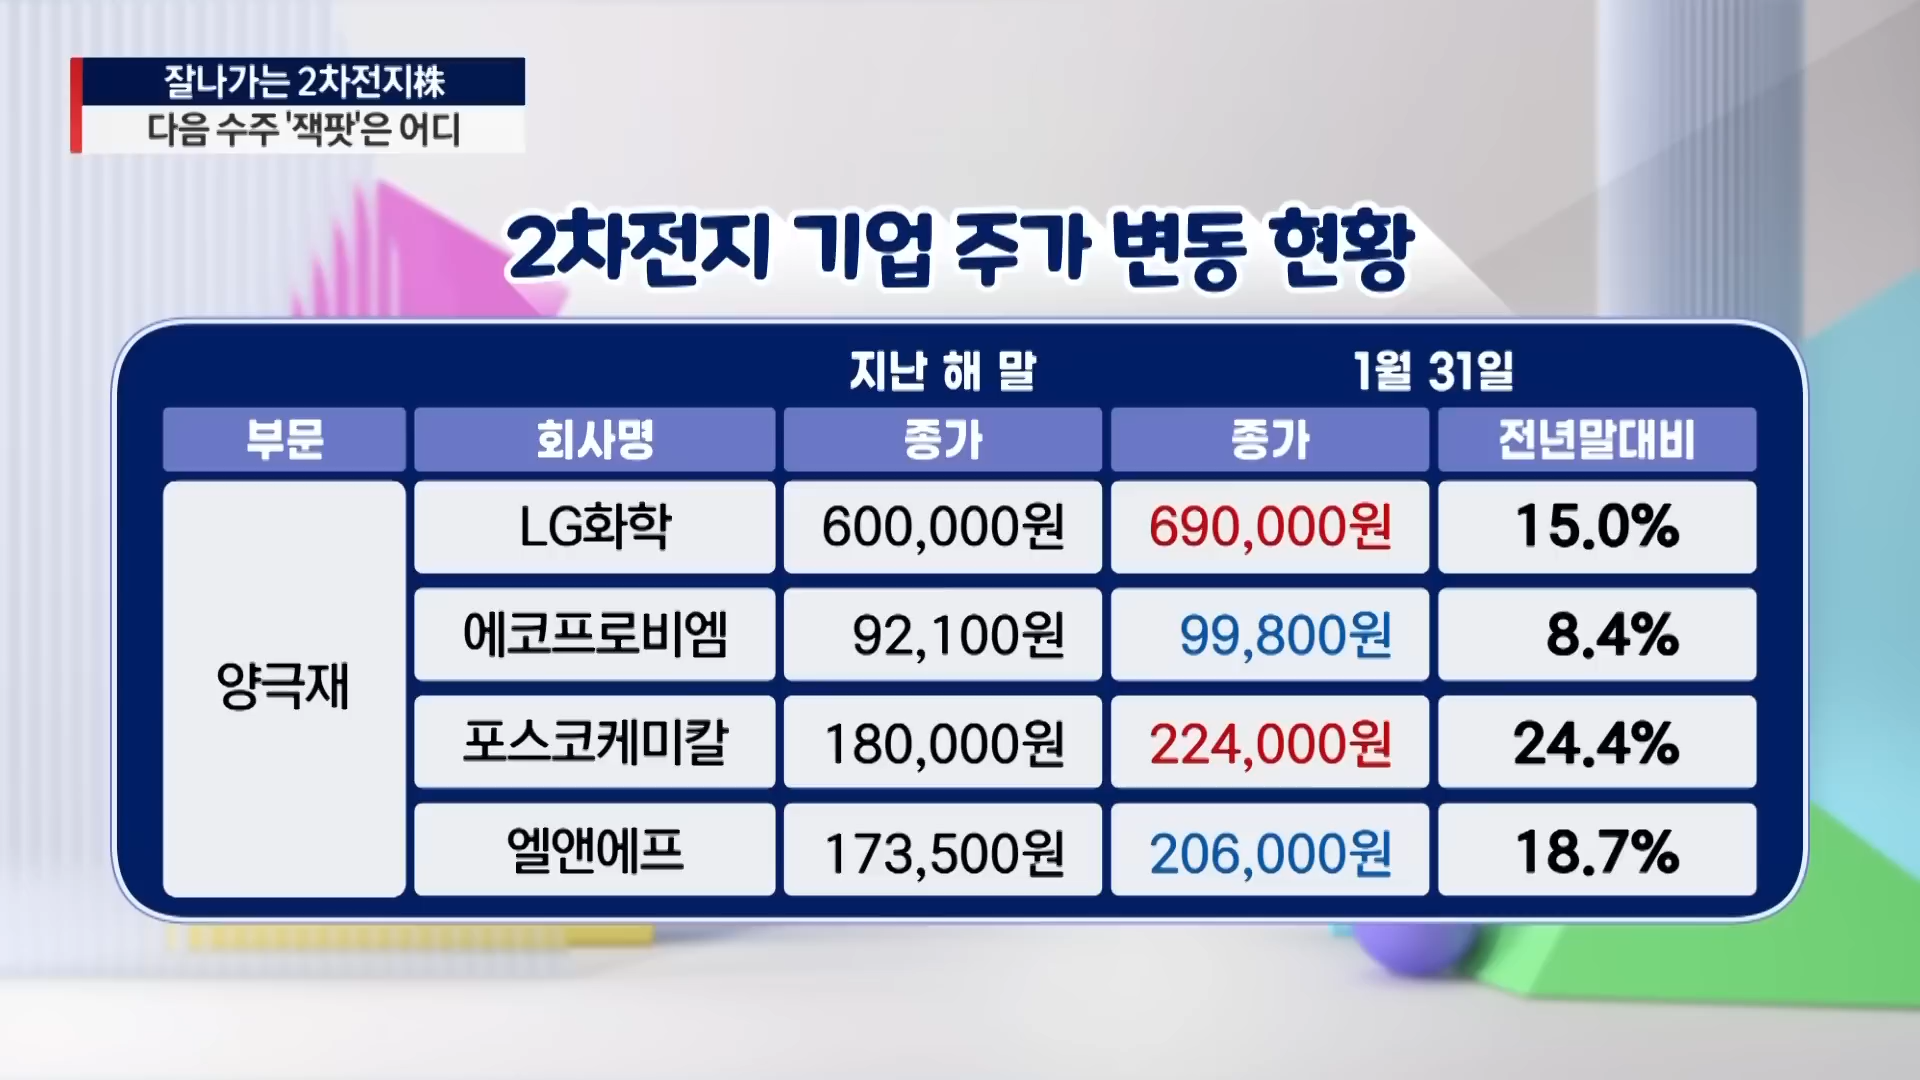 잘나가는 2차전지株
다음 수주 '잭팟'은 어디
2차전지 기업 주가 변동 현황
지난 해 말 1월 31일
부문 회사명 종가 종가 전년말대비
양극재
LG화학 600,000원 690,000원 15.0%
에코프로비엠 92,100원 99,800원 8.4%
포스코케미칼 180,000원 224,000원 24.4%
엘앤에프 173,500원 206,000원 18.7%